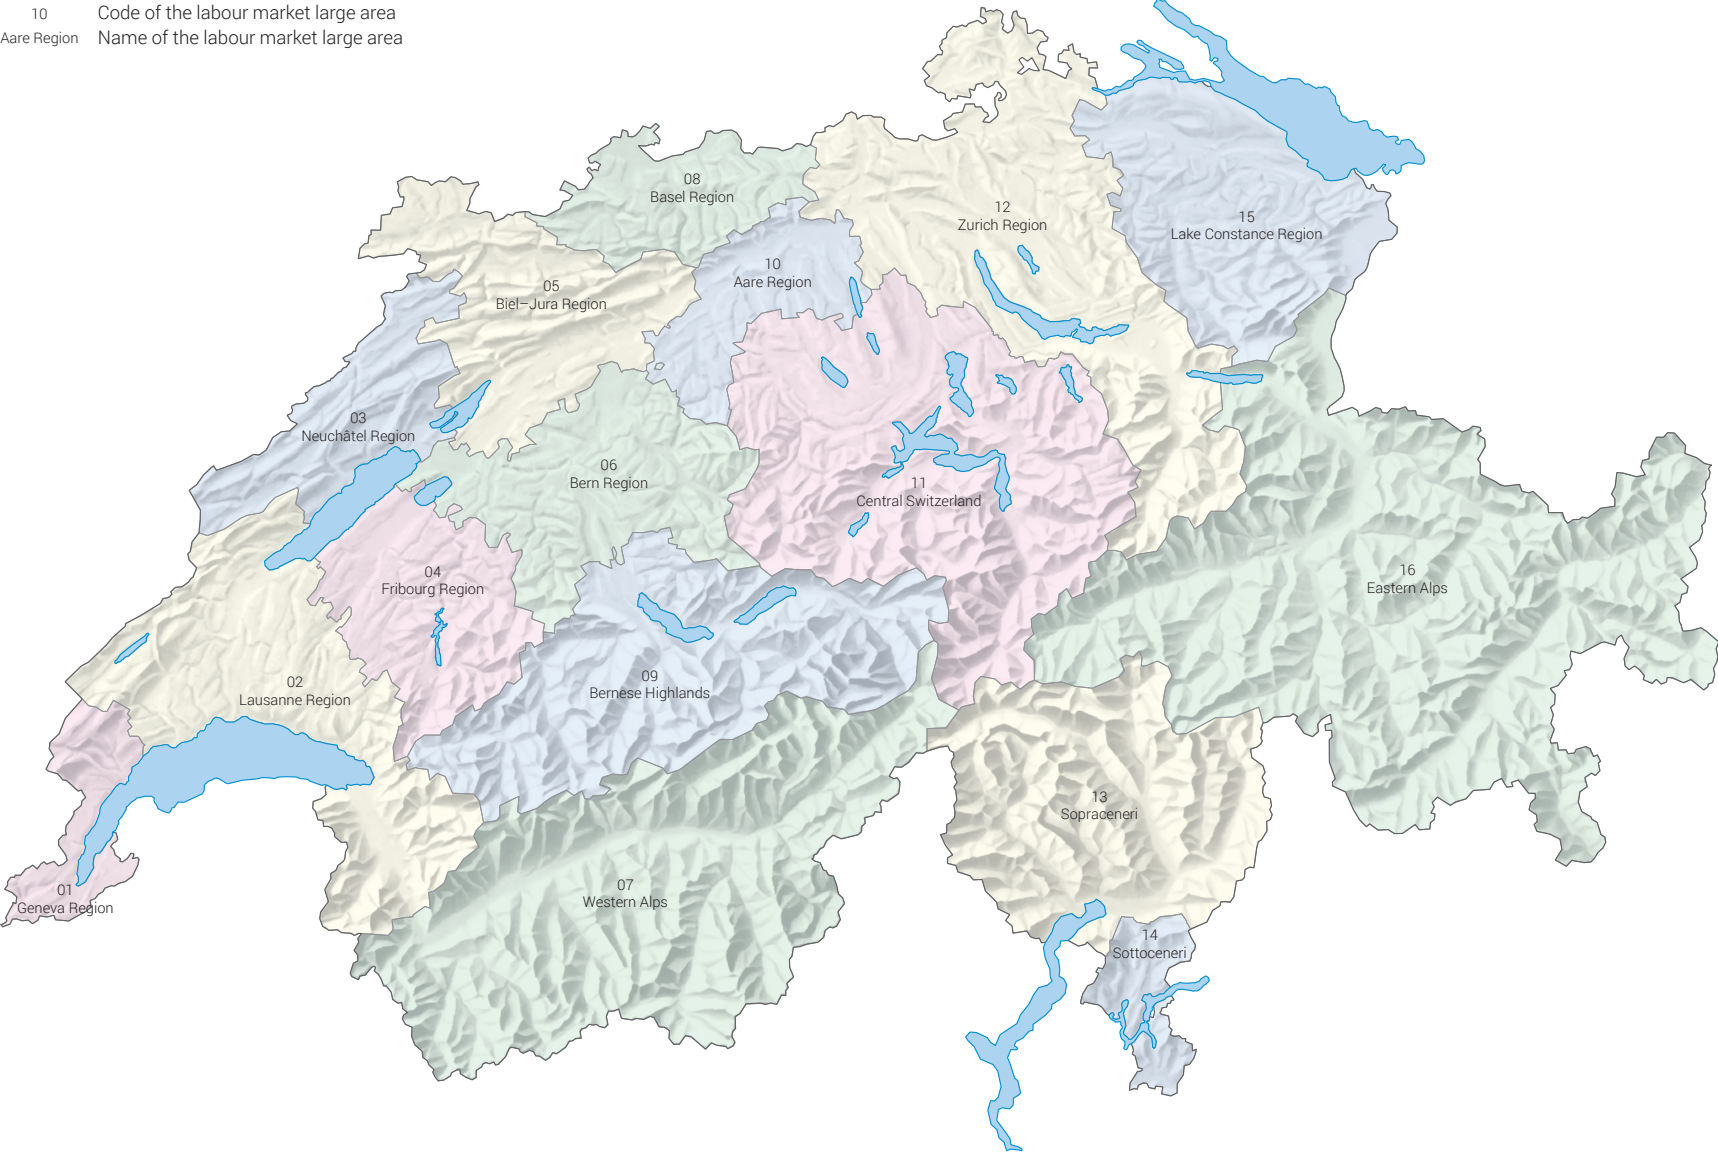 10 Code of the labour market large area
Aare Region Name of the labour market large area
08
Basel Region
12
Zurich Region
15
Lake Constance Region
10
Aare Region
05
Biel–Jura Region
03
Neuchâtel Region
06
Bern Region
11
Central Switzerland
04
Fribourg Region
16
Eastern Alps
02
Lausanne Region
09
Bernese Highlands
13
Sopraceneri
01
Geneva Region
07
Western Alps
14
Sottoceneri